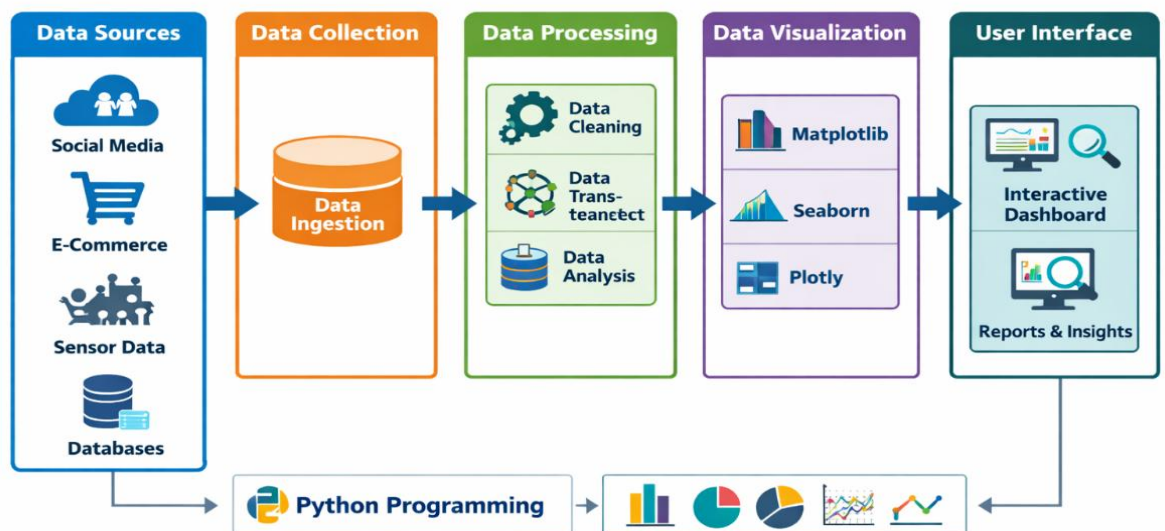 Data Sources
Social Media
E-Commerce
Sensor Data
Databases
Data Collection
Data
Ingestion
Data Processing
Data
Cleaning
Data
Trans-
Data
Analysis
Data Visualization
Matplotlib
Seaborn
Plotly
User Interface
Interactive
Dashboard
Reports & Insights
Python Programming